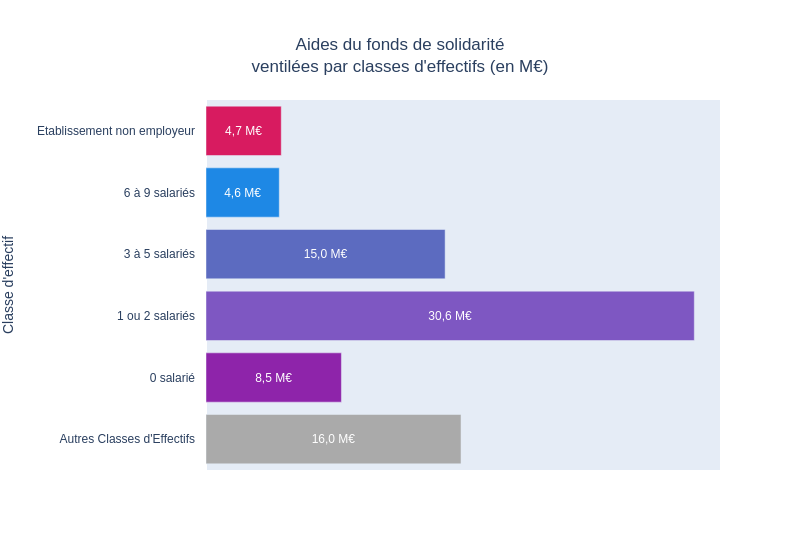 Aides du fonds de solidarité
ventilées par classes d'effectifs (en M€)
Classe d'effectif
Etablissement non employeur
4,7 M€
6 à 9 salariés
4,6 M€
3 à 5 salariés
15,0 M€
1 ou 2 salariés
30,6 M€
0 salarié
8,5 M€
Autres Classes d'Effectifs
16,0 M€